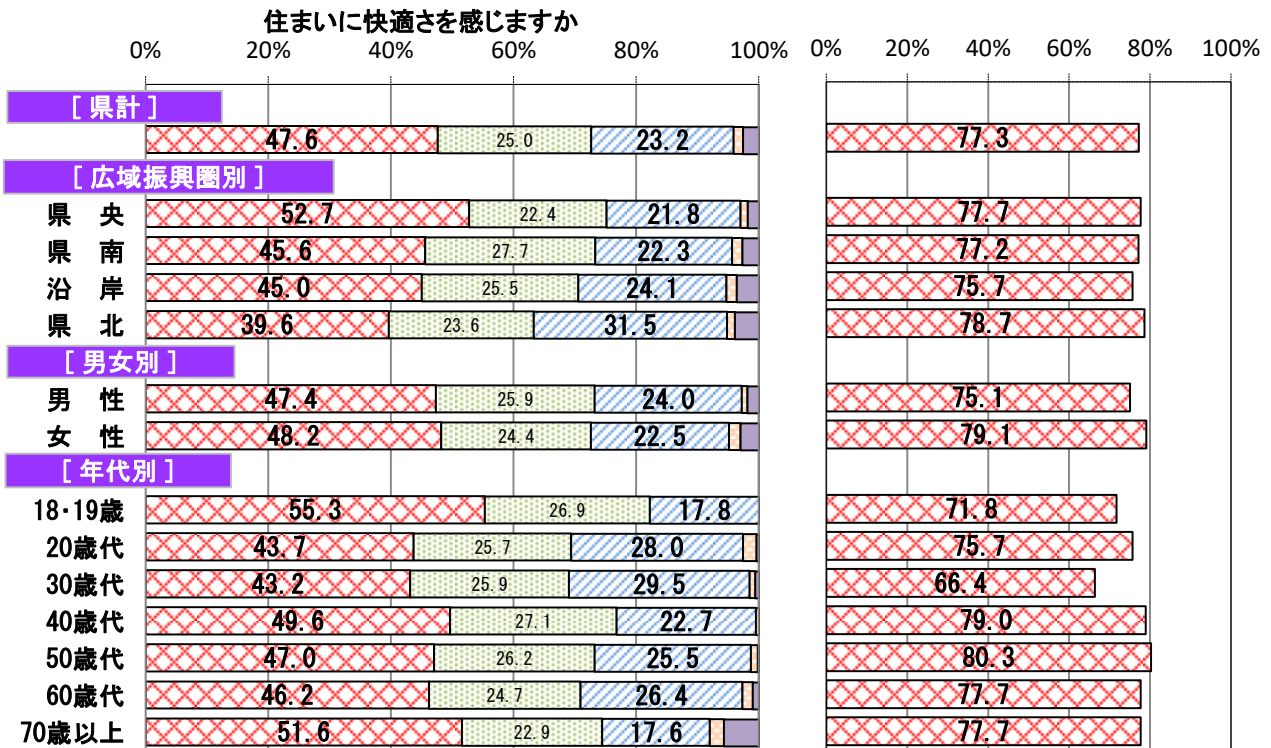 住まいに快適さを感じますか
0% 20% 40% 60% 80% 100% 0% 20% 40% 60% 80% 100%
[ 県計 ]
47.6 25.0 23.2 77.3
[ 広域振興圏別 ]
県 央 52.7 22.4 21.8 77.7
県 南 45.6 27.7 22.3 77.2
沿 岸 45.0 25.5 24.1 75.7
県 北 39.6 23.6 31.5 78.7
[ 男女別 ]
男 性 47.4 25.9 24.0 75.1
女 性 48.2 24.4 22.5 79.1
[ 年代別 ]
18・19歳 55.3 26.9 17.8 71.8
20歳代 43.7 25.7 28.0 75.7
30歳代 43.2 25.9 29.5 66.4
40歳代 49.6 27.1 22.7 79.0
50歳代 47.0 26.2 25.5 80.3
60歳代 46.2 24.7 26.4 77.7
70歳以上 51.6 22.9 17.6 77.7